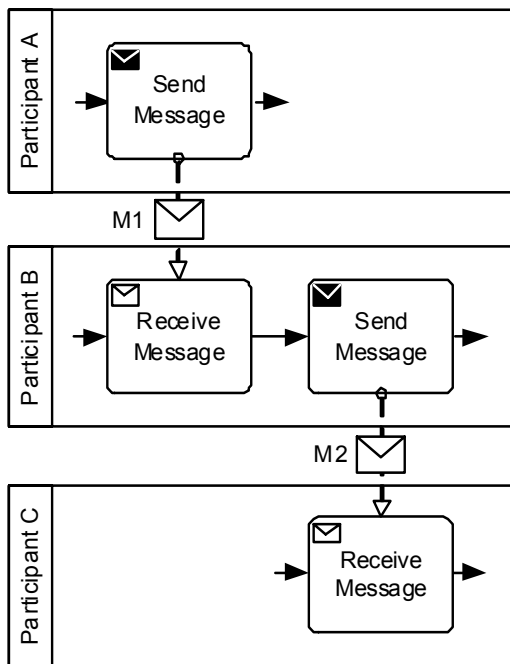 Participant A
Send
Message
M1
Participant B
Receive
Message
Send
Message
M2
Participant C
Receive
Message